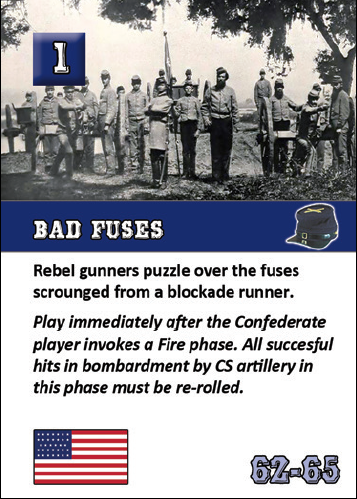 1
BAD FUSES
Rebel gunners puzzle over the fuses
scrounged from a blockade runner.
Play immediately after the Confederate
player invokes a Fire phase. All succesful
hits in bombardment by CS artillery in
this phase must be re-rolled.
62-65